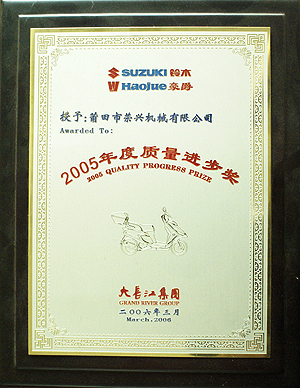 SUZUKI 铃木
HAOJUE 豪爵
授予:莆田市荣兴机械有限公司
Awarded To:
2005年度质量进步奖
2005 QUALITY PROGRESS PRIZE
大长江集团
GRAND RIVER GROUP
二〇〇六年三月
March.2006